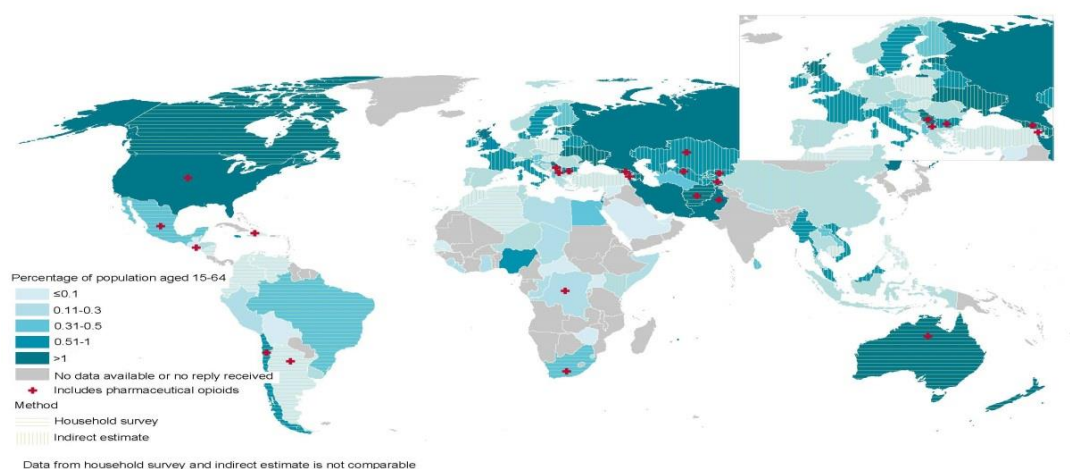 Percentage of population aged 15-64
≤0.1
0.11-0.3
0.31-0.5
0.51-1
>1
No data available or no reply received
Includes pharmaceutical opioids
Method
Household survey
Indirect estimate
Data from household survey and indirect estimate is not comparable